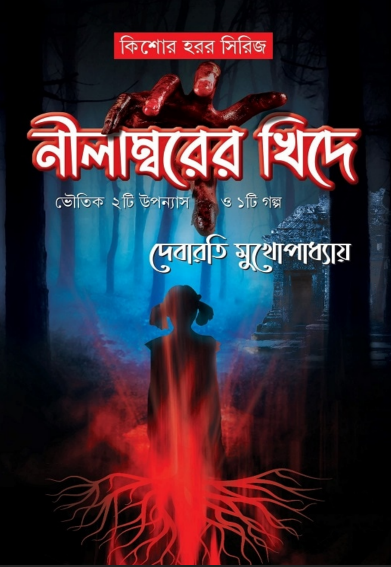 কিশোর হরর সিরিজ
নীলাম্বরের খিদে
ভৌতিক ২টি উপন্যাস ও ১টি গল্প
দেবারতি মুখোপাধ্যায়